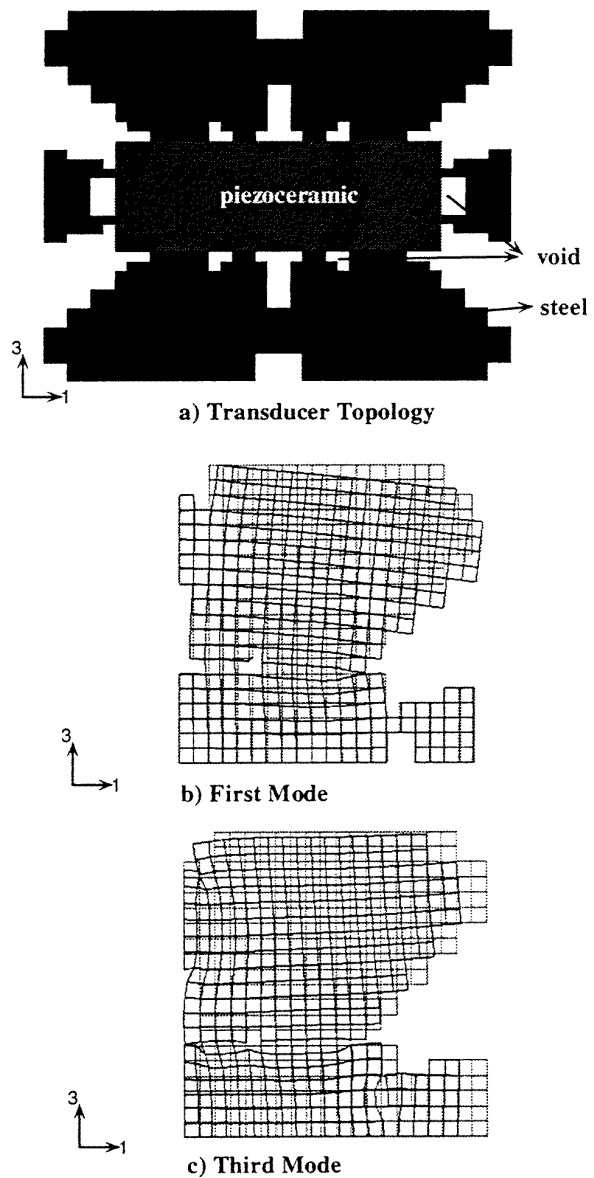 piezoceramic
void
steel
3
1
a) Transducer Topology
3
1
b) First Mode
3
1
c) Third Mode